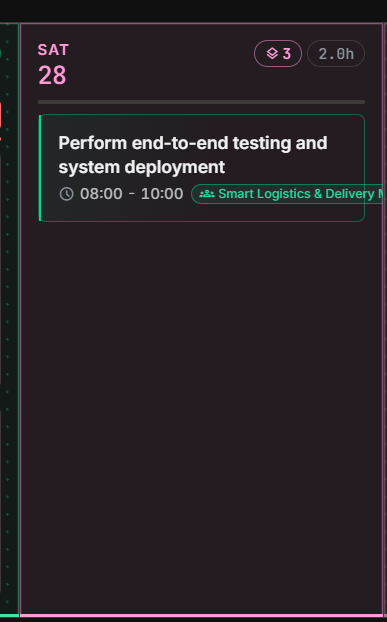 SAT
3
2.0h
28
Perform end-to-end testing and
system deployment
08:00 - 10:00
Smart Logistics & Delivery